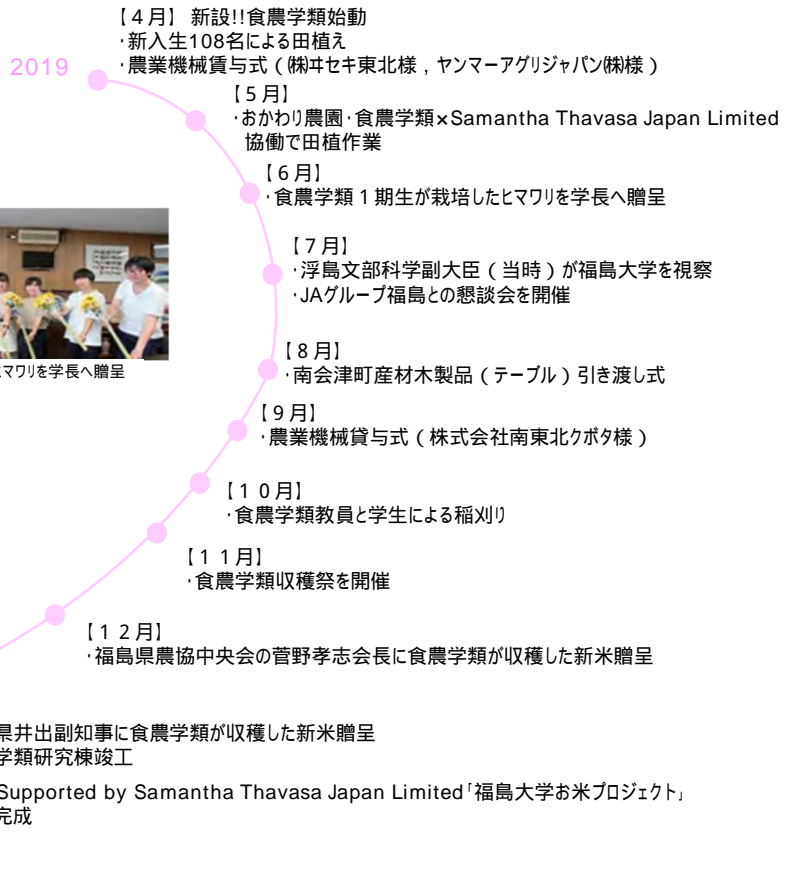 【４月】 新設!!食農学類始動
･新入生108名による田植え
2019
･農業機械賃与式（㈱ヰセキ東北様，ヤンマーアグリジャパン㈱様）
【５月】
･おかわり農園･食農学類×Samantha Thavasa Japan Limited
協働で田植作業
【６月】
･食農学類１期生が栽培したヒマワリを学長へ贈呈
【７月】
･浮島文部科学副大臣（当時）が福島大学を視察
･JAグループ福島との懇談会を開催
【８月】
･南会津町産材木製品（テーブル）引き渡し式
マワリを学長へ贈呈
【９月】
･農業機械貸与式（株式会社南東北クボタ様）
【１０月】
･食農学類教員と学生による稲刈り
【１１月】
･食農学類収穫祭を開催
【１２月】
･福島県農協中央会の菅野孝志会長に食農学類が収穫した新米贈呈
県井出副知事に食農学類が収穫した新米贈呈
学類研究棟竣工
Supported by Samantha Thavasa Japan Limited｢福島大学お米プロジェクト｣
完成